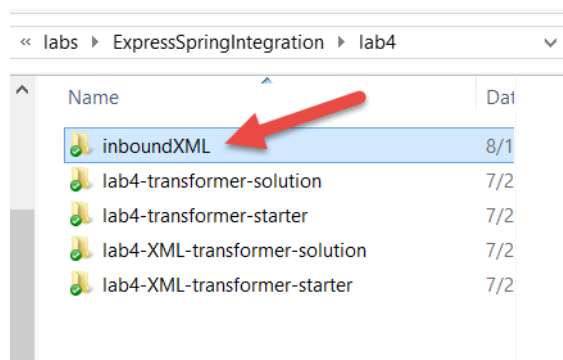 « labs ExpressSpringIntegration lab4
Name Dat
inboundXML 8/1
lab4-transformer-solution 7/2
lab4-transformer-starter 7/2
lab4-XML-transformer-solution 7/2
lab4-XML-transformer-starter 7/2